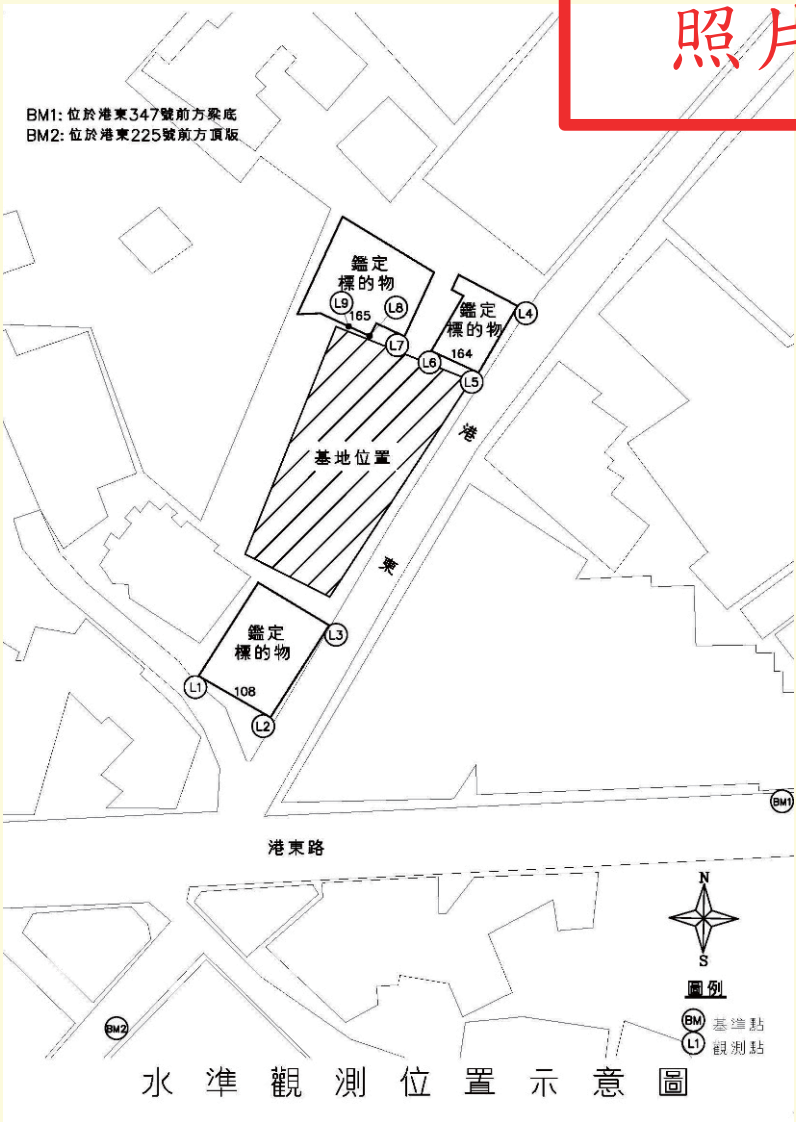 照片
BM1: 位於港東347號前方梁底
BM2: 位於港東225號前方頂版
鑑定
標的物
L9
165
L8
L7
鑑定
標的物
L4
164
L6
L5
港
基地位置
東
鑑定
標的物
L3
L1
108
L2
BM1
港東路
N
S
圖例
BM 基準點
L1 觀測點
BM2
水準觀測位置示意圖